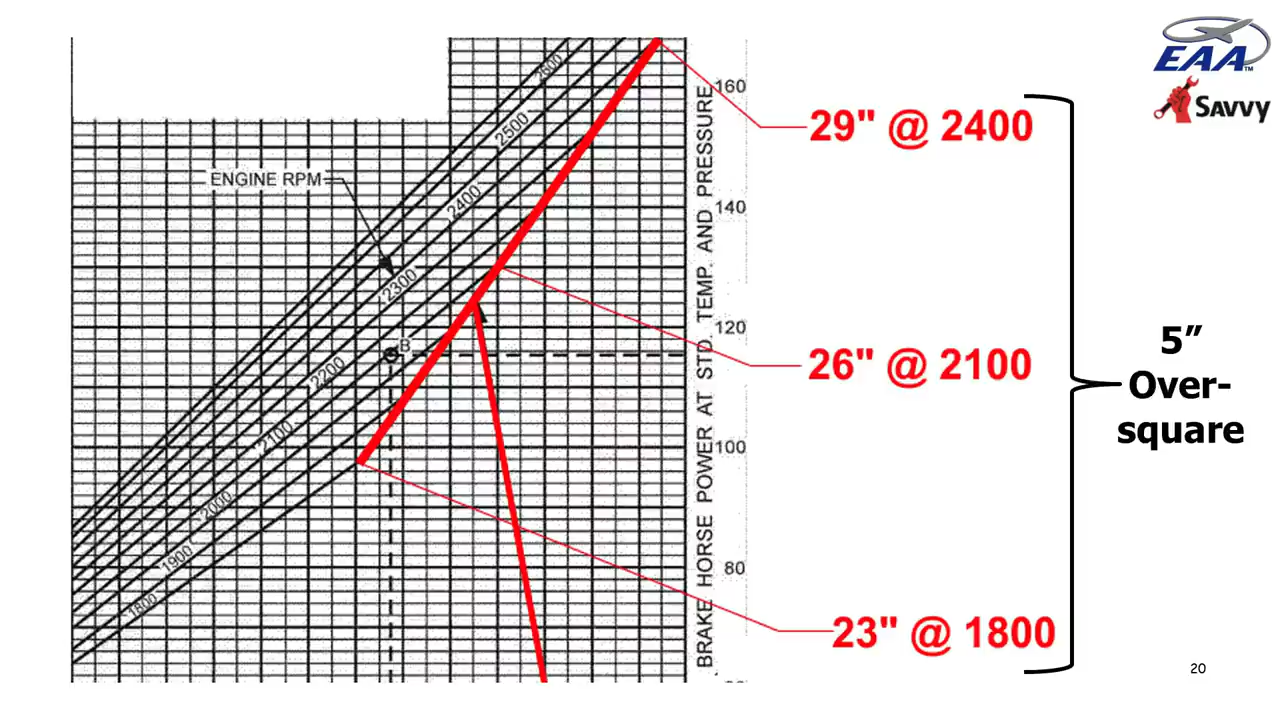 EAA™
SAVVY
ENGINE RPM
2600
2500
2400
2300
2200
2100
2000
1900
1800
B
BRAKE HORSE POWER AT STD. TEMP. AND PRESSURE
160
140
120
100
80
29" @ 2400
26" @ 2100
23" @ 1800
5”
Over-
square
20